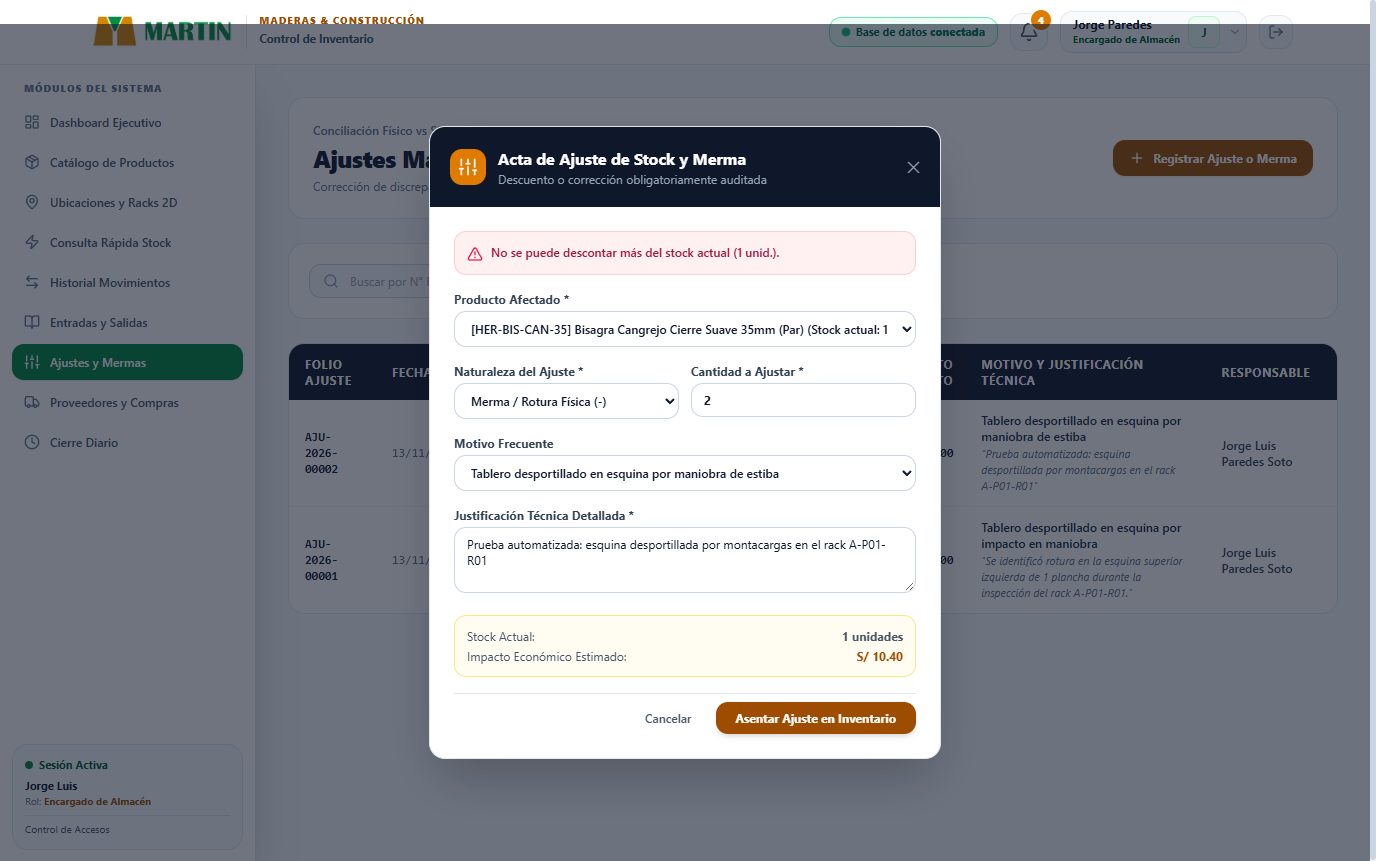 MARTIN
MADERAS & CONSTRUCCIÓN
Control de Inventario
Base de datos conectada
4
Jorge Paredes
Encargado de Almacén
J
MÓDULOS DEL SISTEMA
Dashboard Ejecutivo
Catálogo de Productos
Ubicaciones y Racks 2D
Consulta Rápida Stock
Historial Movimientos
Entradas y Salidas
Ajustes y Mermas
Proveedores y Compras
Cierre Diario
Sesión Activa
Jorge Luis
Rol: Encargado de Almacén
Control de Accesos
Conciliación Físico vs
Ajustes
Corrección de
Registrar Ajuste o Merma
Buscar por N°
FOLIO
AJUSTE
MOTIVO Y JUSTIFICACIÓN
TÉCNICA
RESPONSABLE
AJU-
2026-
00002
13/11/
00
Tablero desportillado en esquina por
maniobra de estiba
"Prueba automatizada: esquina
desportillada por montacargas en el rack
A-P01-R01"
Jorge Luis
Paredes Soto
AJU-
2026-
00001
13/11/
00
Tablero desportillado en esquina por
impacto en maniobra
"Se identificó rotura en la esquina superior
izquierda de 1 plancha durante la
inspección del rack A-P01-R01."
Jorge Luis
Paredes Soto
Acta de Ajuste de Stock y Merma
Descuento o corrección obligatoriamente auditada
No se puede descontar más del stock actual (1 unid.).
Producto Afectado *
[HER-BIS-CAN-35] Bisagra Cangrejo Cierre Suave 35mm (Par) (Stock actual: 1
Naturaleza del Ajuste *
Cantidad a Ajustar *
Merma / Rotura Física (-)
2
Motivo Frecuente
Tablero desportillado en esquina por maniobra de estiba
Justificación Técnica Detallada *
Prueba automatizada: esquina desportillada por montacargas en el rack A-P01-
R01
Stock Actual:
1 unidades
Impacto Económico Estimado:
S/ 10.40
Cancelar
Asentar Ajuste en Inventario